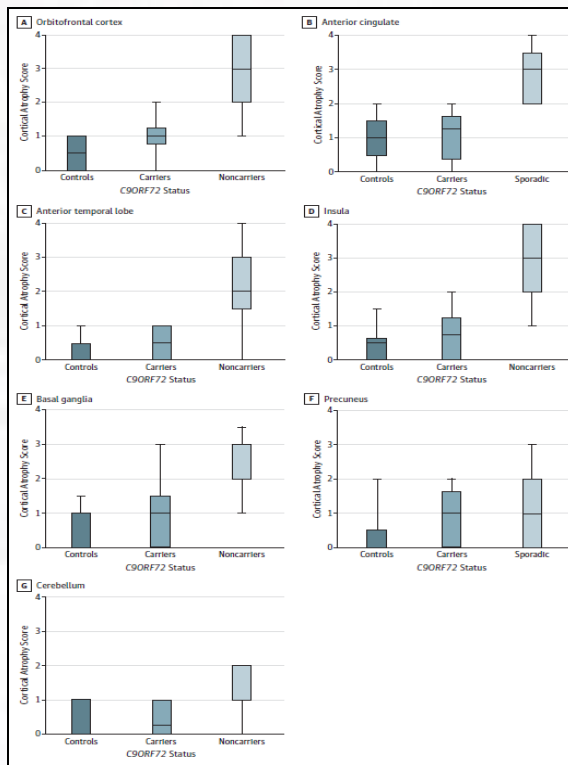 A Orbitofrontal cortex
4
3
2
1
0
Cortical Atrophy Score
Controls Carriers Noncarriers
C9ORF72 Status
B Anterior cingulate
4
3
2
1
0
Cortical Atrophy Score
Controls Carriers Sporadic
C9ORF72 Status
C Anterior temporal lobe
4
3
2
1
0
Cortical Atrophy Score
Controls Carriers Noncarriers
C9ORF72 Status
D Insula
4
3
2
1
0
Cortical Atrophy Score
Controls Carriers Noncarriers
C9ORF72 Status
E Basal ganglia
4
3
2
1
0
Cortical Atrophy Score
Controls Carriers Noncarriers
C9ORF72 Status
F Precuneus
4
3
2
1
0
Cortical Atrophy Score
Controls Carriers Sporadic
C9ORF72 Status
G Cerebellum
4
3
2
1
0
Cortical Atrophy Score
Controls Carriers Noncarriers
C9ORF72 Status